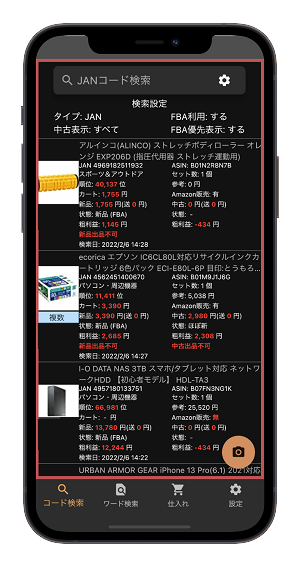 JANコード検索
検索設定
タイプ: JAN FBA利用: する
中古表示: すべて FBA優先表示: する
アルインコ(ALINCO) ストレッチポディローラー オレ
ンジ EXP206D (指圧代用器 ストレッチ運動用)
JAN 4969182511932 ASIN: B01N2R8N7B
スポーツ&アウトドア セット数: 1 個
順位: 40,137 位 参考: 0 円
カート: 1,755 円 Amazon販売: 有
新品: 1,755 円(送 0 円) 中古: 0 円(送 0 円)
状態: 新品 (FBA) 状態:
粗利益: 1,145 円 粗利益: -434 円
新品出品不可
検索日: 2022/2/6 14:28
ecorica エプソン IC6CL80L対応リサイクルインクカ
ートリッジ 6色パック ECI-E80L-6P 目印:とうもろ...
JAN 4562451400670 ASIN: B01M9J1J6G
パソコン・周辺機器 セット数: 1 個
順位: 11,411 位 参考: 5,038 円
カート: 3,390 円 Amazon販売: 有
複数
新品: 3,390 円(送 0 円) 中古: 2,980 円(送 0 円)
状態: 新品 (FBA) 状態: ほぼ新
粗利益: 2,685 円 粗利益: 2,308 円
新品出品不可 中古出品不可
検索日: 2022/2/6 14:27
I-O DATA NAS 3TB スマホ/タブレット対応 ネットワ
ークHDD 【初心者モデル】 HDL-TA3
JAN 4957180133751 ASIN: B07FN3NG1K
パソコン・周辺機器 セット数: 1 個
順位: 66,981 位 参考: 25,520 円
カート: - 円 Amazon販売: 無
新品: 13,780 円(送 0 円) 中古: 0 円(送 0 円)
状態: 新品 (FBA) 状態:
粗利益: 12,244 円 粗利益: -434 円
検索日: 2022/2/6 14:22
URBAN ARMOR GEAR iPhone 13 Pro(6.1) 2021対応
コード検索 ワード検索 仕入れ 設定